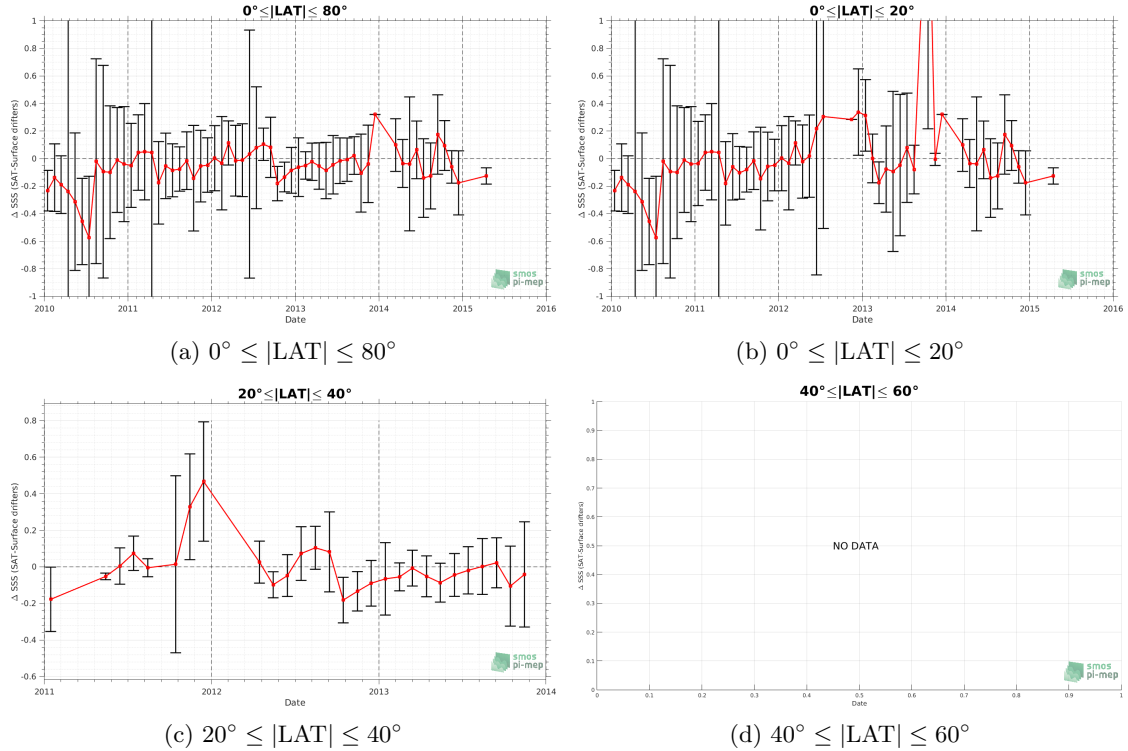 0°≤|LAT|≤ 80°
Δ SSS (SAT-Surface drifters)
1
0.8
0.6
0.4
0.2
0
-0.2
-0.4
-0.6
-0.8
-1
2010 2011 2012 2013 2014 2015 2016
Date
smos
pi-mep
(a) 0° ≤ |LAT| ≤ 80°
0°≤|LAT|≤ 20°
Δ SSS (SAT-Surface drifters)
1
0.8
0.6
0.4
0.2
0
-0.2
-0.4
-0.6
-0.8
-1
2010 2011 2012 2013 2014 2015 2016
Date
smos
pi-mep
(b) 0° ≤ |LAT| ≤ 20°
20°≤|LAT|≤ 40°
Δ SSS (SAT-Surface drifters)
0.8
0.6
0.4
0.2
0
-0.2
-0.4
-0.6
2011 2012 2013 2014
Date
smos
pi-mep
(c) 20° ≤ |LAT| ≤ 40°
40°≤|LAT|≤ 60°
Δ SSS (SAT-Surface drifters)
1
0.9
0.8
0.7
0.6
0.5
0.4
0.3
0.2
0.1
0
NO DATA
0 0.1 0.2 0.3 0.4 0.5 0.6 0.7 0.8 0.9 1
Date
smos
pi-mep
(d) 40° ≤ |LAT| ≤ 60°